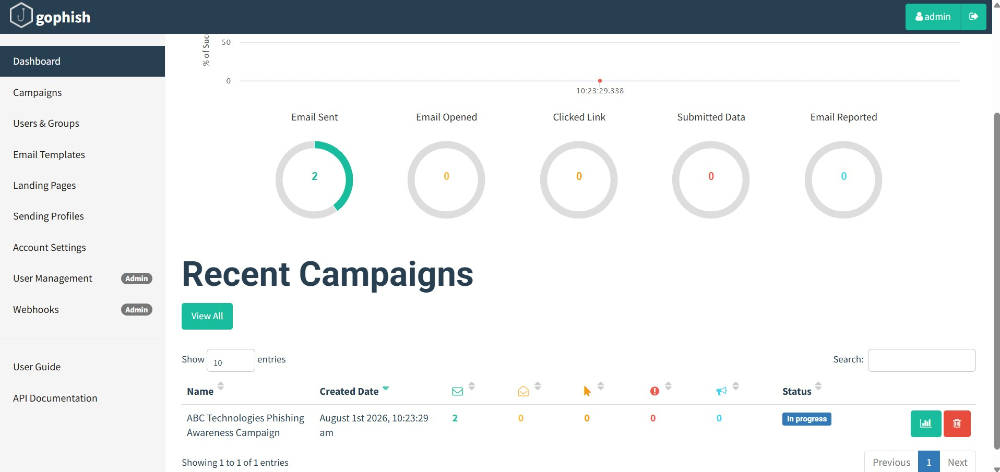 gophish
admin
Dashboard
Campaigns
Users & Groups
Email Templates
Landing Pages
Sending Profiles
Account Settings
User Management Admin
Webhooks Admin
User Guide
API Documentation
% of Suc
50
0
10:23:29.338
Email Sent Email Opened Clicked Link Submitted Data Email Reported
2 0 0 0 0
Recent Campaigns
View All
Show 10 entries Search:
Name Created Date Status
ABC Technologies Phishing August 1st 2026, 10:23:29 2 0 0 0 0 In progress
Awareness Campaign am
Showing 1 to 1 of 1 entries Previous 1 Next